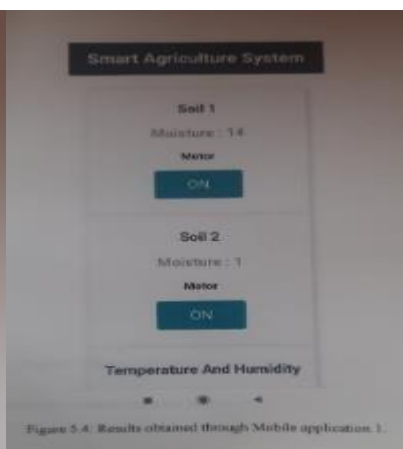 Smart Agriculture System
Soil 1
Moisture : 14
Motor
ON
Soil 2
Moisture : 1
Motor
ON
Temperature And Humidity
Figure 5.4: Results obtained through Mobile application 1.